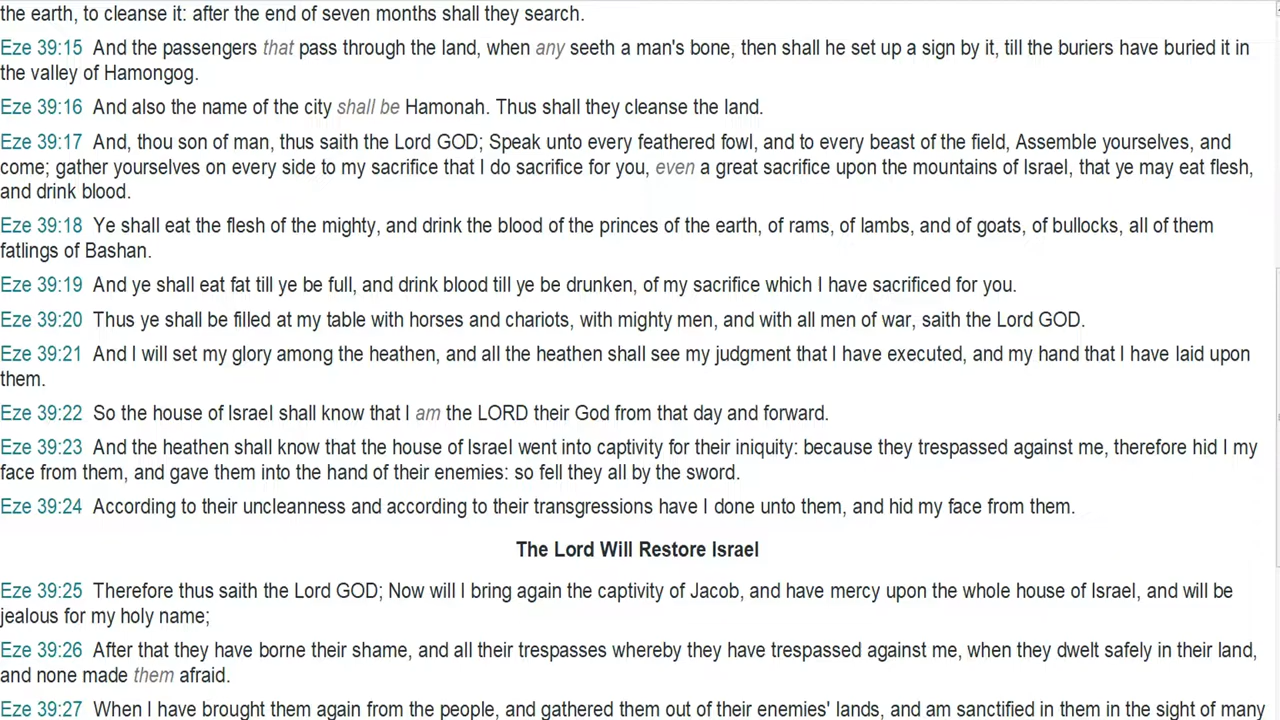 the earth, to cleanse it: after the end of seven months shall they search.
Eze 39:15 And the passengers that pass through the land, when any seeth a man's bone, then shall he set up a sign by it, till the buriers have buried it in
the valley of Hamongog.
Eze 39:16 And also the name of the city shall be Hamonah. Thus shall they cleanse the land.
Eze 39:17 And, thou son of man, thus saith the Lord GOD; Speak unto every feathered fowl, and to every beast of the field, Assemble yourselves, and
come; gather yourselves on every side to my sacrifice that I do sacrifice for you, even a great sacrifice upon the mountains of Israel, that ye may eat flesh,
and drink blood.
Eze 39:18 Ye shall eat the flesh of the mighty, and drink the blood of the princes of the earth, of rams, of lambs, and of goats, of bullocks, all of them
fatlings of Bashan.
Eze 39:19 And ye shall eat fat till ye be full, and drink blood till ye be drunken, of my sacrifice which I have sacrificed for you.
Eze 39:20 Thus ye shall be filled at my table with horses and chariots, with mighty men, and with all men of war, saith the Lord GOD.
Eze 39:21 And I will set my glory among the heathen, and all the heathen shall see my judgment that I have executed, and my hand that I have laid upon
them.
Eze 39:22 So the house of Israel shall know that I am the LORD their God from that day and forward.
Eze 39:23 And the heathen shall know that the house of Israel went into captivity for their iniquity: because they trespassed against me, therefore hid I my
face from them, and gave them into the hand of their enemies: so fell they all by the sword.
Eze 39:24 According to their uncleanness and according to their transgressions have I done unto them, and hid my face from them.
The Lord Will Restore Israel
Eze 39:25 Therefore thus saith the Lord GOD; Now will I bring again the captivity of Jacob, and have mercy upon the whole house of Israel, and will be
jealous for my holy name;
Eze 39:26 After that they have borne their shame, and all their trespasses whereby they have trespassed against me, when they dwelt safely in their land,
and none made them afraid.
Eze 39:27 When I have brought them again from the people, and gathered them out of their enemies' lands, and am sanctified in them in the sight of many